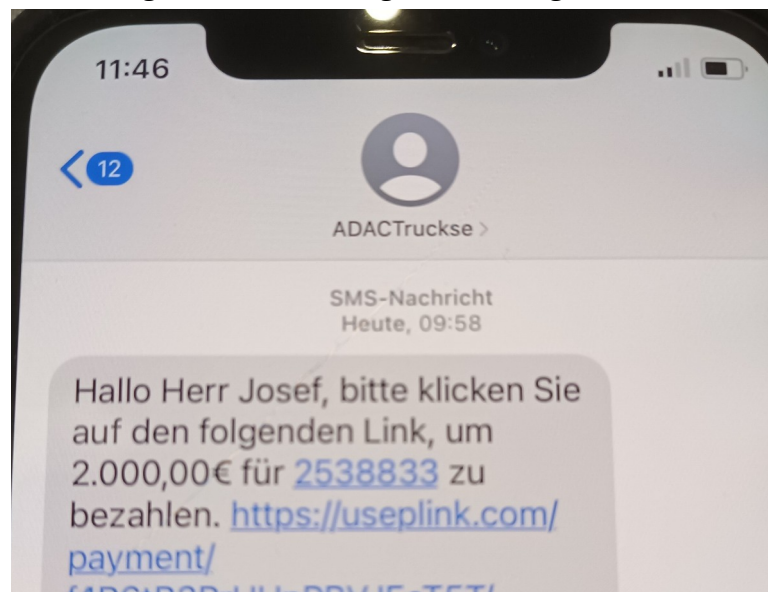 11:46
12
ADACTruckse >
SMS-Nachricht
Heute, 09:58
Hallo Herr Josef, bitte klicken Sie
auf den folgenden Link, um
2.000,00€ für 2538833 zu
bezahlen. https://useplink.com/
payment/